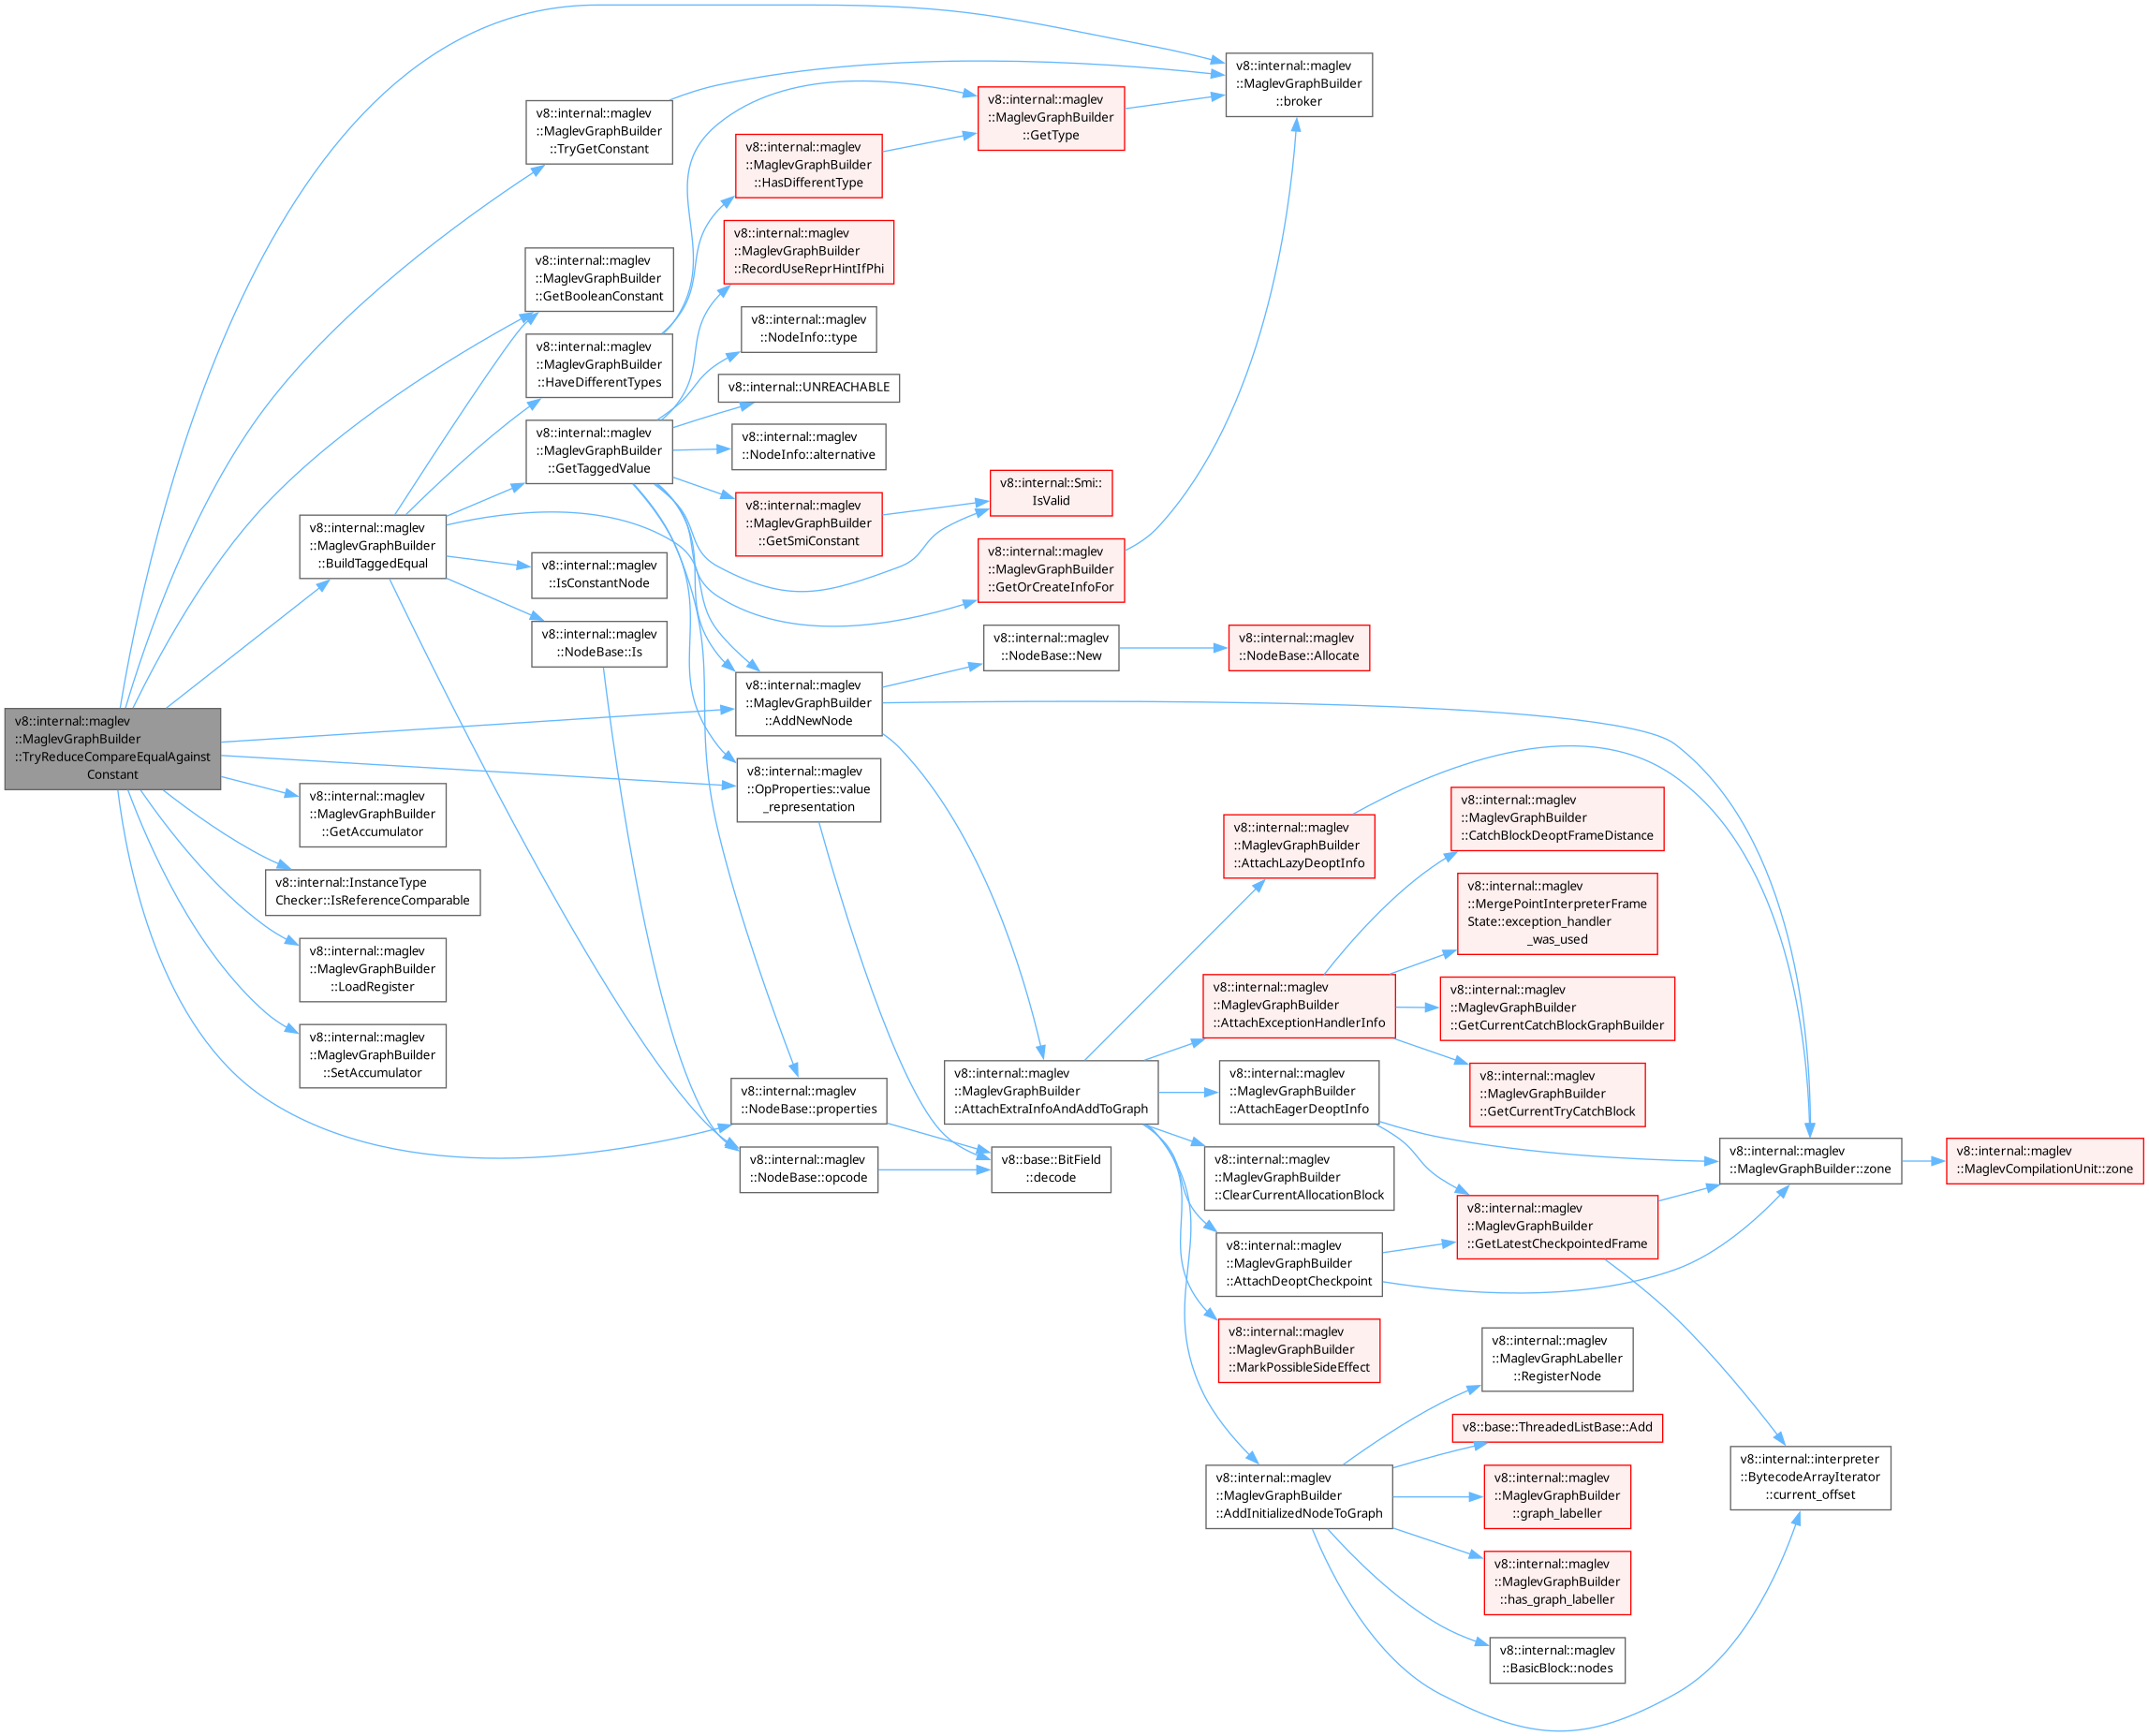 v8::internal::maglev
::MaglevGraphBuilder
::TryReduceCompareEqualAgainst
Constant
v8::internal::maglev
::MaglevGraphBuilder
::broker
v8::internal::maglev
::MaglevGraphBuilder
::TryGetConstant
v8::internal::maglev
::MaglevGraphBuilder
::GetType
v8::internal::maglev
::MaglevGraphBuilder
::HasDifferentType
v8::internal::maglev
::MaglevGraphBuilder
::RecordUseReprHintIfPhi
v8::internal::maglev
::MaglevGraphBuilder
::GetBooleanConstant
v8::internal::maglev
::NodeInfo::type
v8::internal::maglev
::MaglevGraphBuilder
::HaveDifferentTypes
v8::internal::UNREACHABLE
v8::internal::maglev
::MaglevGraphBuilder
::GetTaggedValue
v8::internal::maglev
::NodeInfo::alternative
v8::internal::Smi::
IsValid
v8::internal::maglev
::MaglevGraphBuilder
::GetSmiConstant
v8::internal::maglev
::MaglevGraphBuilder
::BuildTaggedEqual
v8::internal::maglev
::IsConstantNode
v8::internal::maglev
::MaglevGraphBuilder
::GetOrCreateInfoFor
v8::internal::maglev
::NodeBase::Is
v8::internal::maglev
::NodeBase::New
v8::internal::maglev
::NodeBase::Allocate
v8::internal::maglev
::MaglevGraphBuilder
::AddNewNode
v8::internal::maglev
::OpProperties::value
_representation
v8::internal::maglev
::MaglevGraphBuilder
::GetAccumulator
v8::internal::InstanceType
Checker::IsReferenceComparable
v8::internal::maglev
::MaglevGraphBuilder
::LoadRegister
v8::internal::maglev
::MaglevGraphBuilder
::SetAccumulator
v8::internal::maglev
::MaglevGraphBuilder
::AttachLazyDeoptInfo
v8::internal::maglev
::MaglevGraphBuilder
::CatchBlockDeoptFrameDistance
v8::internal::maglev
::MergePointInterpreterFrame
State::exception_handler
_was_used
v8::internal::maglev
::MaglevGraphBuilder
::AttachExceptionHandlerInfo
v8::internal::maglev
::MaglevGraphBuilder
::GetCurrentCatchBlockGraphBuilder
v8::internal::maglev
::MaglevGraphBuilder
::GetCurrentTryCatchBlock
v8::internal::maglev
::NodeBase::properties
v8::internal::maglev
::MaglevGraphBuilder
::AttachExtraInfoAndAddToGraph
v8::internal::maglev
::MaglevGraphBuilder
::AttachEagerDeoptInfo
v8::internal::maglev
::NodeBase::opcode
v8::base::BitField
::decode
v8::internal::maglev
::MaglevGraphBuilder
::ClearCurrentAllocationBlock
v8::internal::maglev
::MaglevGraphBuilder::zone
v8::internal::maglev
::MaglevCompilationUnit::zone
v8::internal::maglev
::MaglevGraphBuilder
::GetLatestCheckpointedFrame
v8::internal::maglev
::MaglevGraphBuilder
::AttachDeoptCheckpoint
v8::internal::maglev
::MaglevGraphBuilder
::MarkPossibleSideEffect
v8::internal::maglev
::MaglevGraphLabeller
::RegisterNode
v8::base::ThreadedListBase::Add
v8::internal::maglev
::MaglevGraphBuilder
::AddInitializedNodeToGraph
v8::internal::maglev
::MaglevGraphBuilder
::graph_labeller
v8::internal::interpreter
::BytecodeArrayIterator
::current_offset
v8::internal::maglev
::MaglevGraphBuilder
::has_graph_labeller
v8::internal::maglev
::BasicBlock::nodes